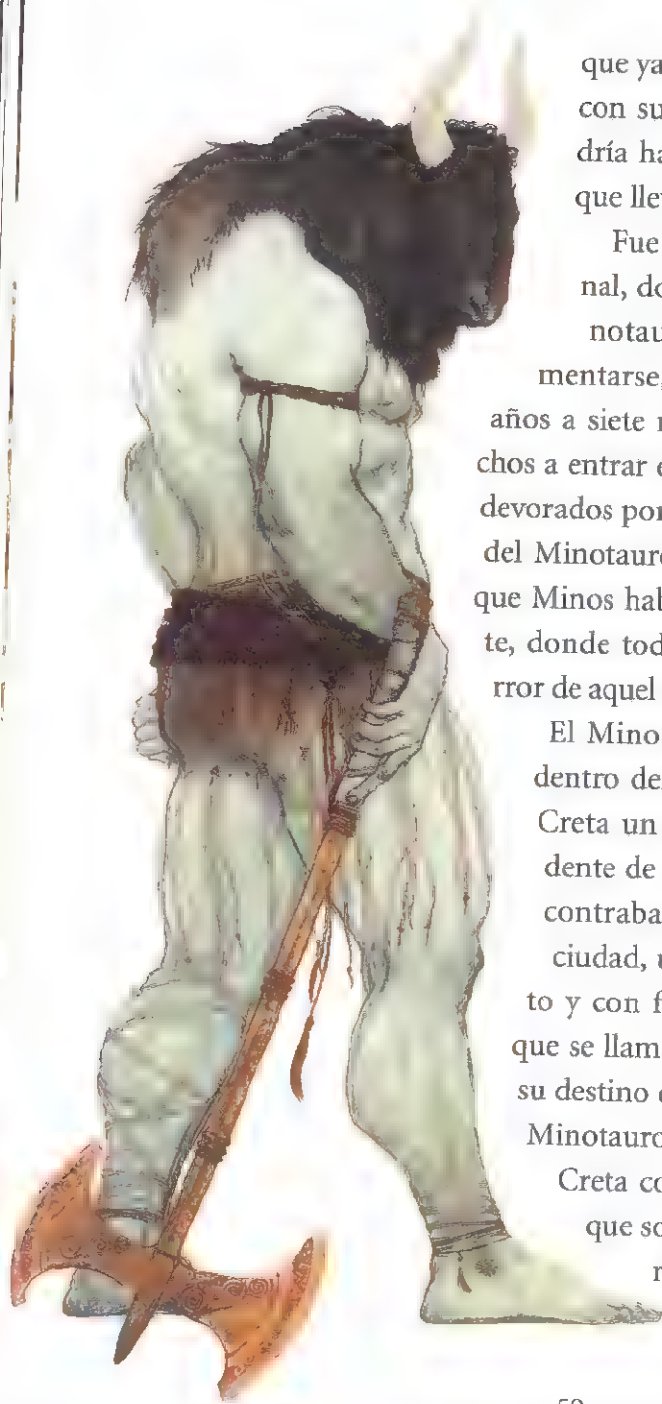 que ya
con su
dría ha
que lle
Fue
nal, do
notau
mentarse,
años a siete
chos a entrar e
devorados por
del Minotauro
que Minos hab
te, donde tod
rror de aquel
El Mino
dentro de
Creta un
dente de
contraba
ciudad,
to y con f
que se llam
su destino
Minotauro
Creta co
que so
59